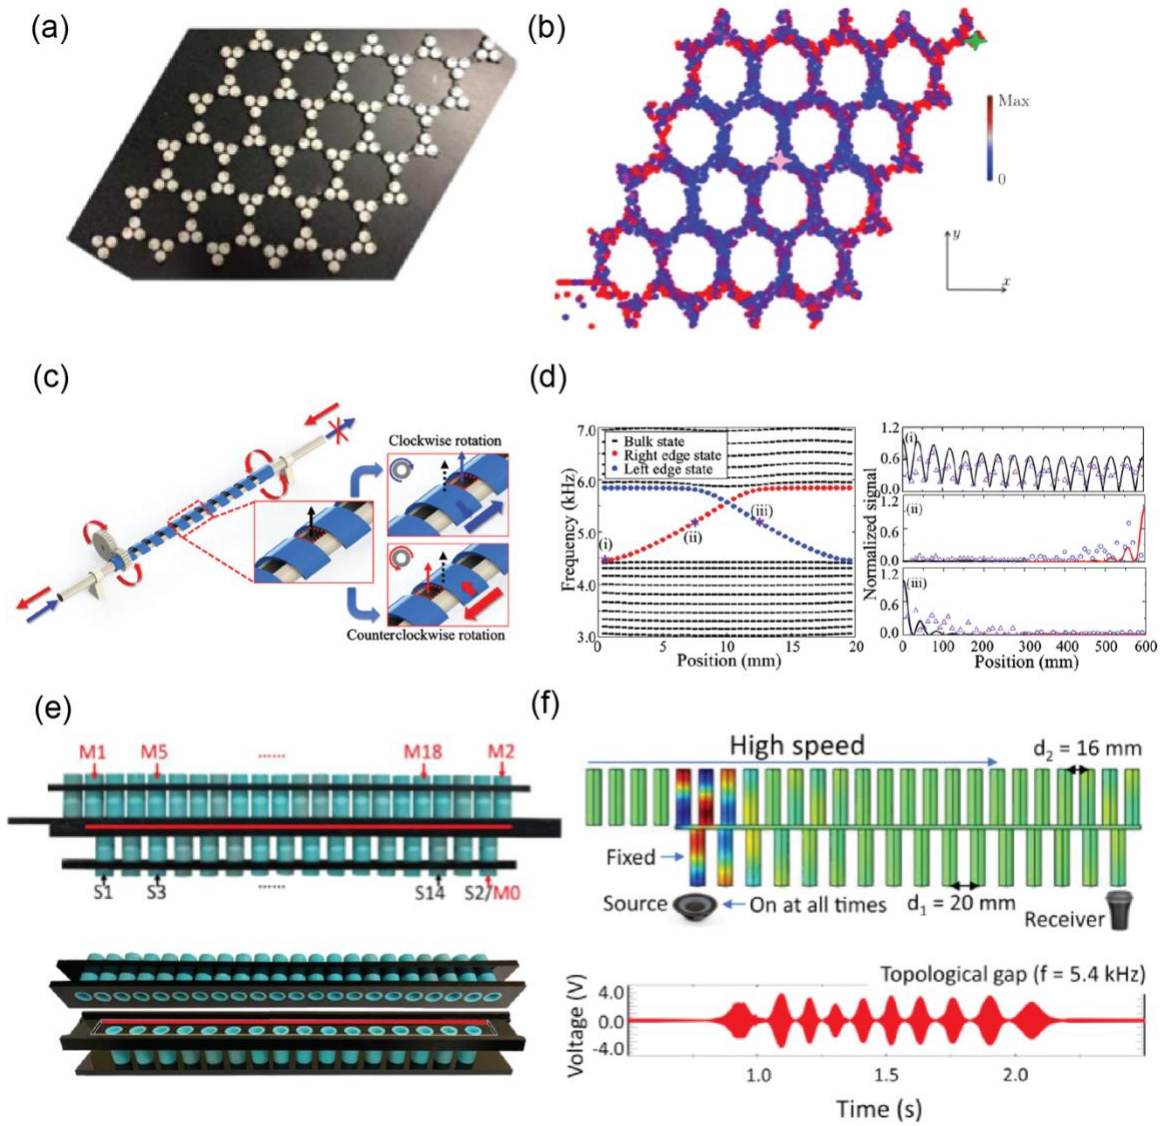 (a)
(b)
Max
0
y
x
(c)
Clockwise rotation
Counterclockwise rotation
(d)
7.0
6.0
5.0
4.0
3.0
Frequency (kHz)
Bulk state
Right edge state
Left edge state
(i)
(ii)
(iii)
0
5
10
15
20
Position (mm)
Normalized signal
(i)
1.2
0.6
0.0
(ii)
1.2
0.6
0.0
(iii)
1.2
0.6
0.0
0
100
200
300
400
500
600
Position (mm)
(e)
M1
M5
......
M18
M2
S1
S3
......
S14
S2/M0
(f)
High speed
d2 = 16 mm
Fixed
Source
On at all times
d1 = 20 mm
Receiver
Topological gap (f = 5.4 kHz)
Voltage (V)
4.0
0.0
-4.0
1.0
1.5
2.0
Time (s)